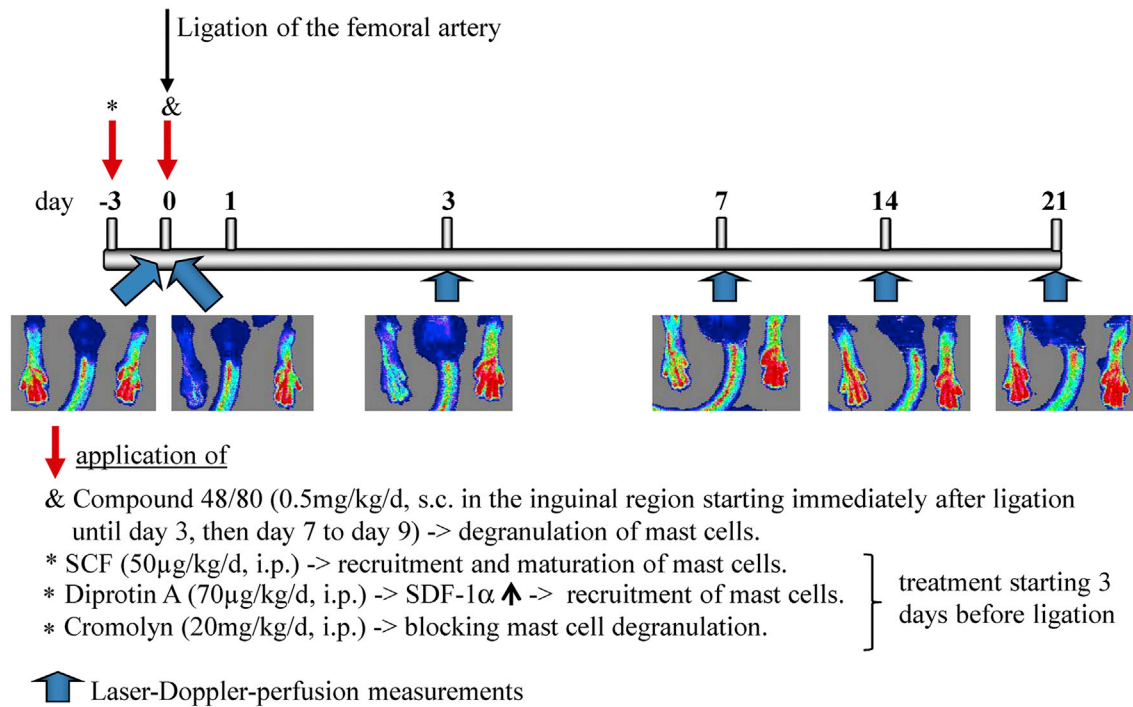 Ligation of the femoral artery
* &
day -3 0 1 3 7 14 21
application of
& Compound 48/80 (0.5mg/kg/d, s.c. in the inguinal region starting immediately after ligation
until day 3, then day 7 to day 9) -> degranulation of mast cells.
* SCF (50µg/kg/d, i.p.) -> recruitment and maturation of mast cells.
* Diprotin A (70µg/kg/d, i.p.) -> SDF-1α ↑ -> recruitment of mast cells.
* Cromolyn (20mg/kg/d, i.p.) -> blocking mast cell degranulation.
treatment starting 3
days before ligation
Laser-Doppler-perfusion measurements